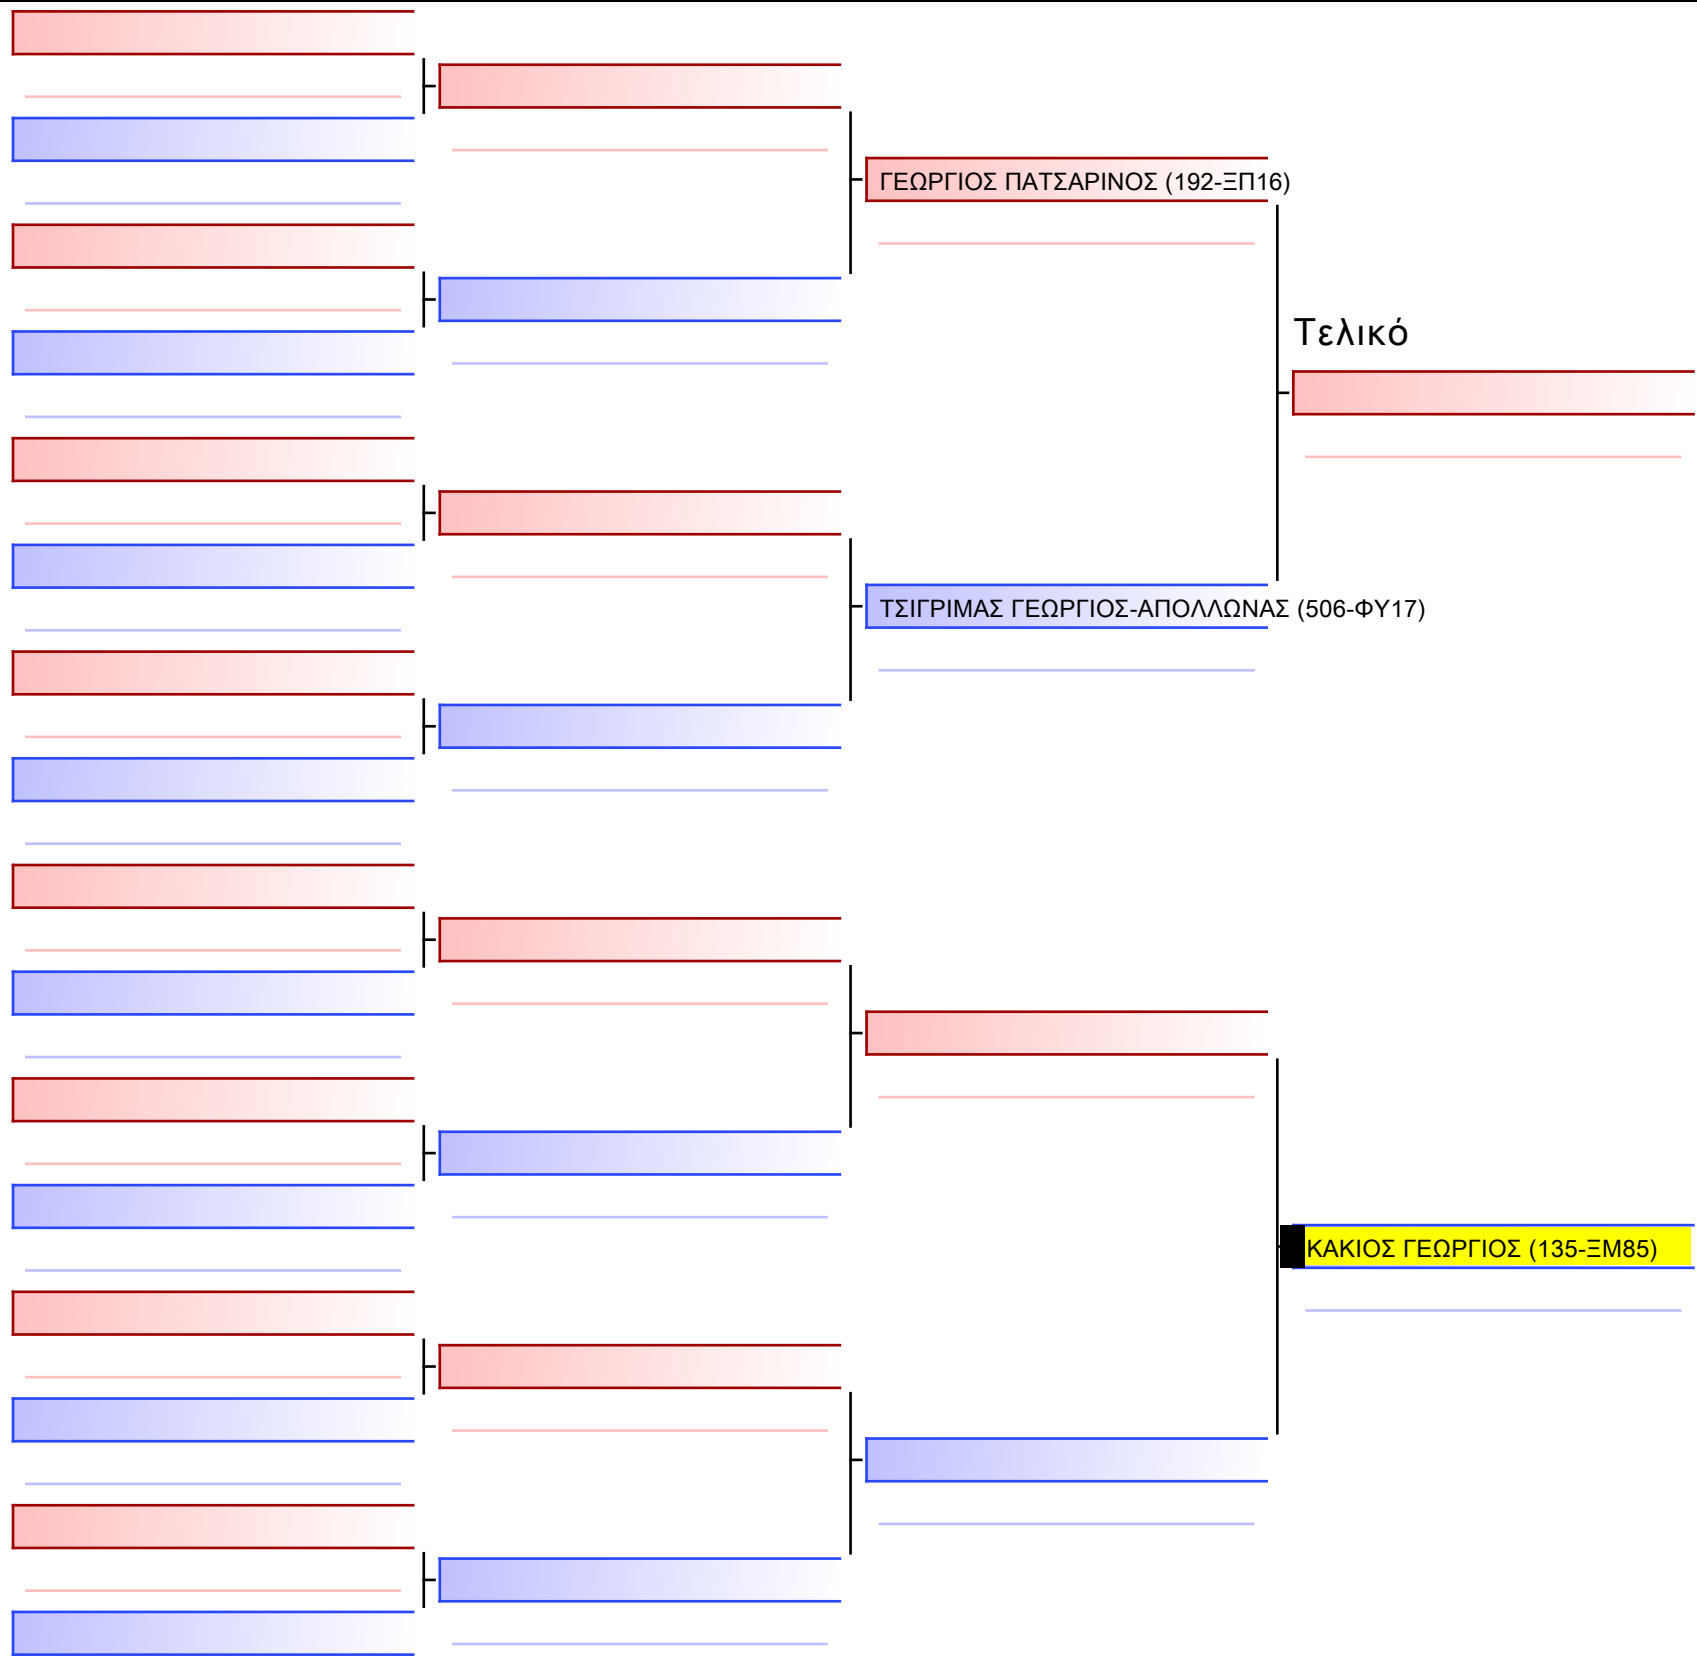 ΓΕΩΡΓΙΟΣ ΠΑΤΣΑΡΙΝΟΣ (192-ΞΠ16)
Τελικό
ΤΣΙΓΡΙΜΑΣ ΓΕΩΡΓΙΟΣ-ΑΠΟΛΛΩΝΑΣ (506-ΦΥ17)
ΚΑΚΙΟΣ ΓΕΩΡΓΙΟΣ (135-ΞΜ85)